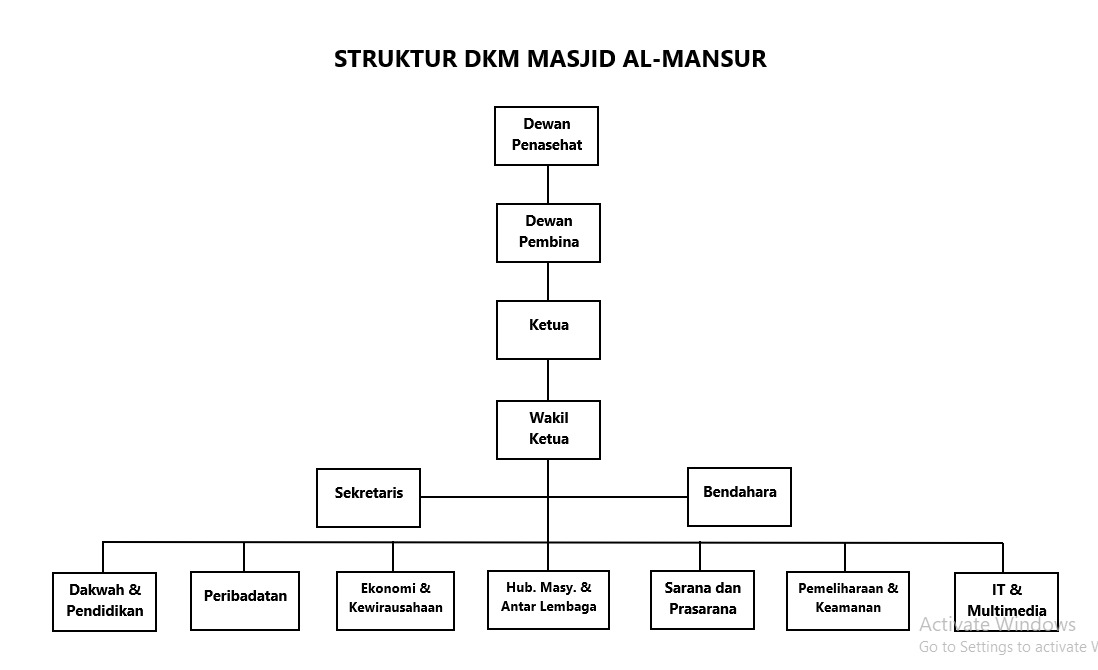 STRUKTUR DKM MASJID AL-MANSUR
Dewan
Penasehat
Dewan
Pembina
Ketua
Wakil
Ketua
Sekretaris
Bendahara
Dakwah &
Pendidikan
Peribadatan
Ekonomi &
Kewirausahaan
Hub. Masy. &
Antar Lembaga
Sarana dan
Prasarana
Pemeliharaan &
Keamanan
IT &
Multimedia
Activate Windows
Go to Settings to activate W